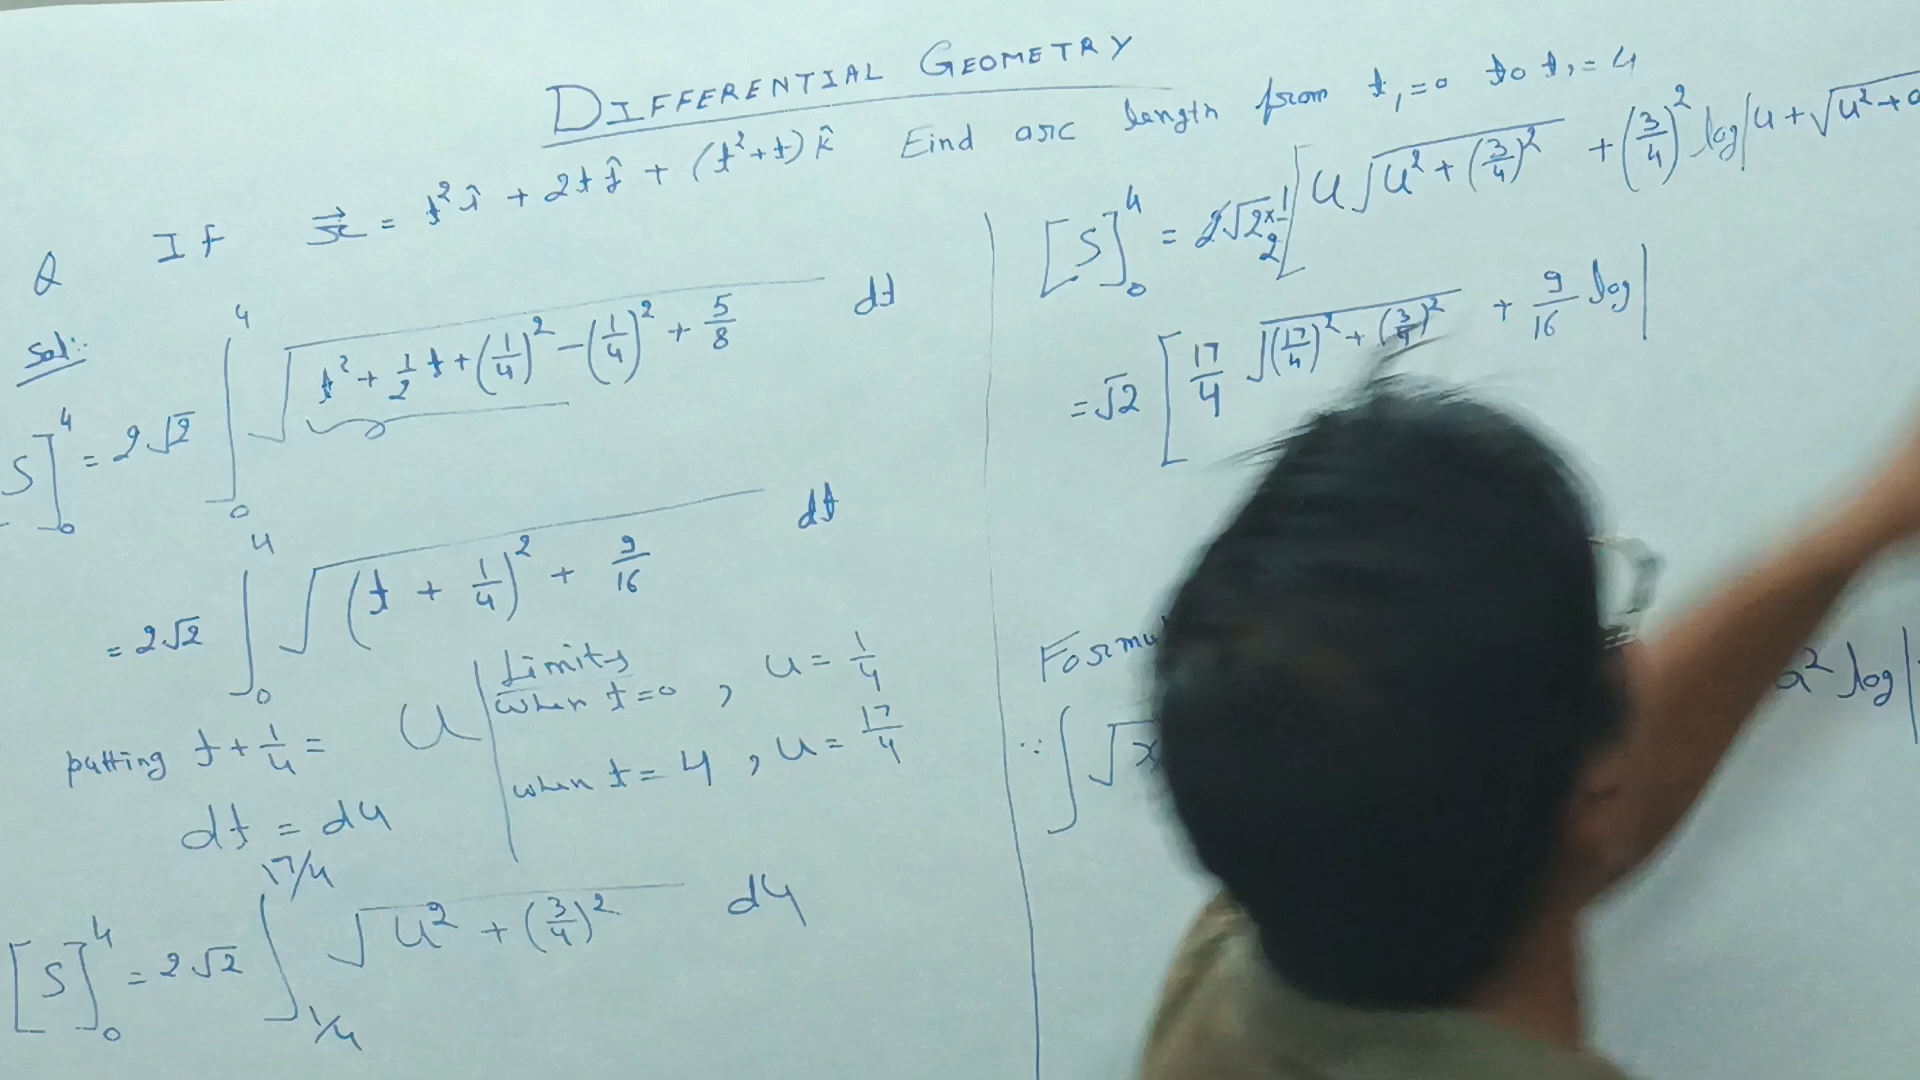 DIFFERENTIAL GEOMETRY
Q If r⃗ = t² î + 2t ĵ + (t²+t) k̂ Find arc length from t₁=0 to t₁=4
Sol:
[S]₀⁴ = 2√2 ∫₀⁴ √(t² + 1/2 t + (1/4)² − (1/4)² + 5/8) dt
= 2√2 ∫₀⁴ √((t + 1/4)² + 9/16) dt
putting t + 1/4 = u
dt = du
Limits
when t=0, u = 1/4
when t = 4, u = 17/4
[S]₀⁴ = 2√2 ∫_{1/4}^{17/4} √(u² + (3/4)²) du
[S]₀⁴ = 2√2 × 1/2 [u √(u² + (3/4)²) + (3/4)² log|u + √(u² +
= √2 [17/4 √((17/4)² + (3/4)²) + 9/16 log|
∵ ∫ √x
a² log|